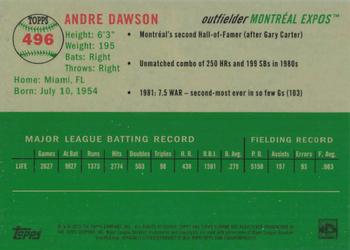 TOPPS
496
ANDRE DAWSON
outfielder MONTRÉAL EXPOS™
Height: 6'3"
Weight: 195
Bats: Right
Throws: Right
Home: Miami, FL
Born: July 10, 1954
• Montréal's second Hall-of-Famer (after Gary Carter)
• Unmatched combo of 250 HRs and 199 SBs in 1980s
• 1981: 7.5 WAR – second-most ever in so few Gs (103)
MAJOR LEAGUE BATTING RECORD
FIELDING RECORD
Games At Bat Runs Hits Doubles Triples H.R. R.B.I. B. Avg. Putouts Assists Errors F. Avg.
LIFE 2627 9927 1373 2774 503 98 438 1591 .279 5158 157 93 .983
Topps